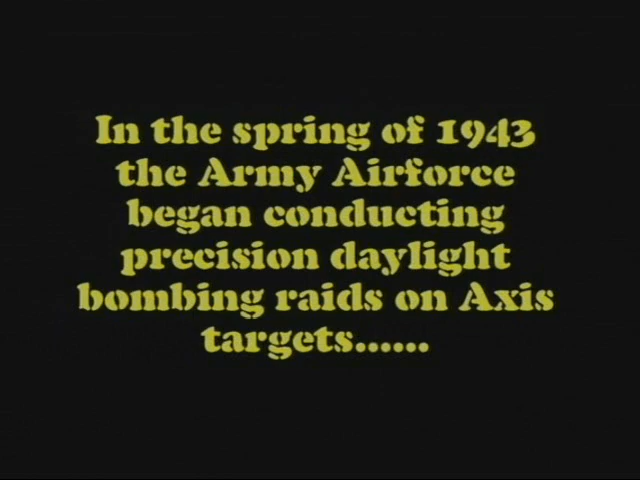 In the spring of 1943
the Army Airforce
began conducting
precision daylight
bombing raids on Axis
targets......